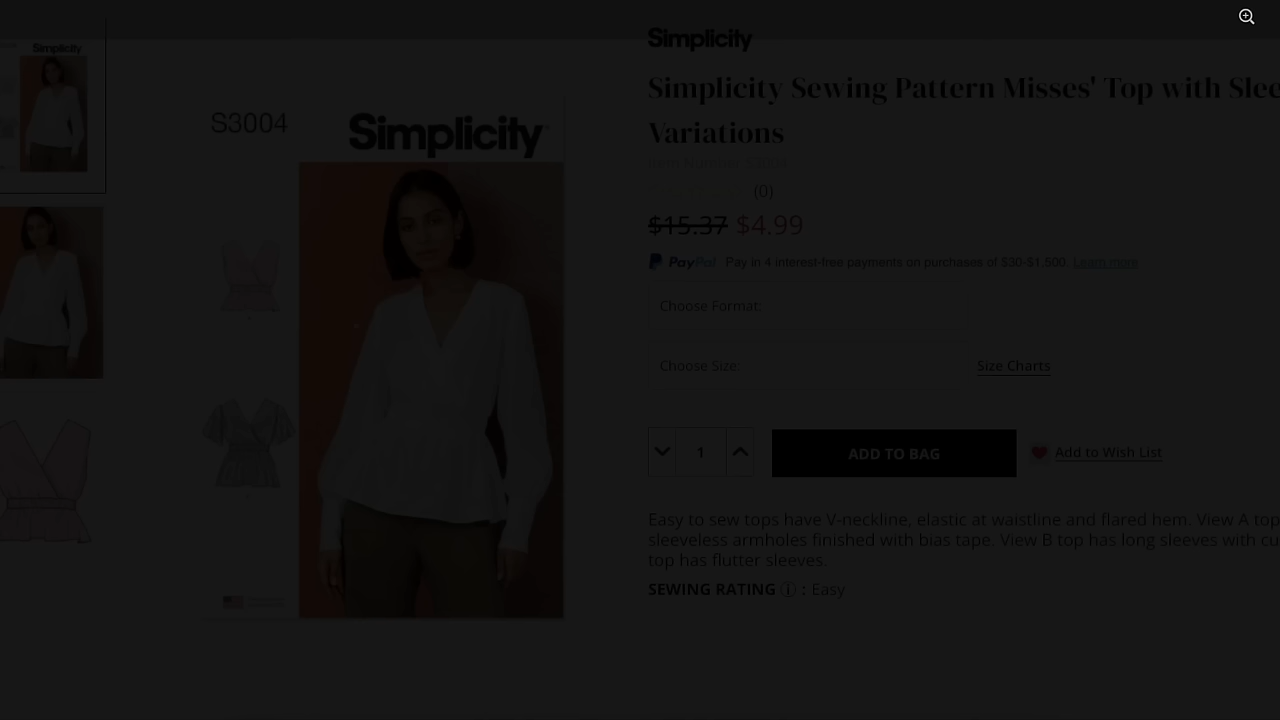 Simplicity
Simplicity
Simplicity Sewing Pattern Misses' Top with
Variations
S3004
Simplicity
(0)
$15.37 $4.99
PayPal Pay in 4 interest-free payments on purchases of $30-$1,500. Learn more
Choose Format:
Choose Size:
Size Charts
1
ADD TO BAG
Add to Wish List
Easy to sew tops have V-neckline, elastic at waistline and flared hem. View A top
sleeveless armholes finished with bias tape. View B top has long sleeves with
top has flutter sleeves.
SEWING RATING ⓘ : Easy